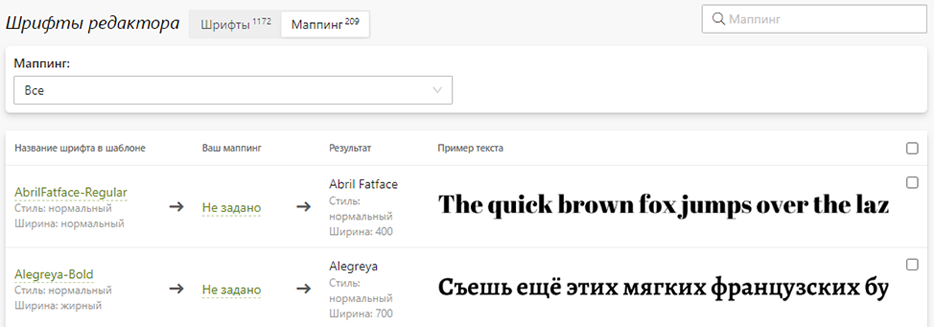 Шрифты редактора Шрифты 1172 Маппинг 209 Маппинг
Маппинг:
Все
Название шрифта в шаблоне Ваш маппинг Результат Пример текста
AbrilFatface-Regular
Стиль: нормальный
Ширина: нормальный
Не задано
Abril Fatface
Стиль:
нормальный
Ширина: 400
The quick brown fox jumps over the laz
Alegreya-Bold
Стиль: нормальный
Ширина: жирный
Не задано
Alegreya
Стиль:
нормальный
Ширина: 700
Съешь ещё этих мягких французских бу